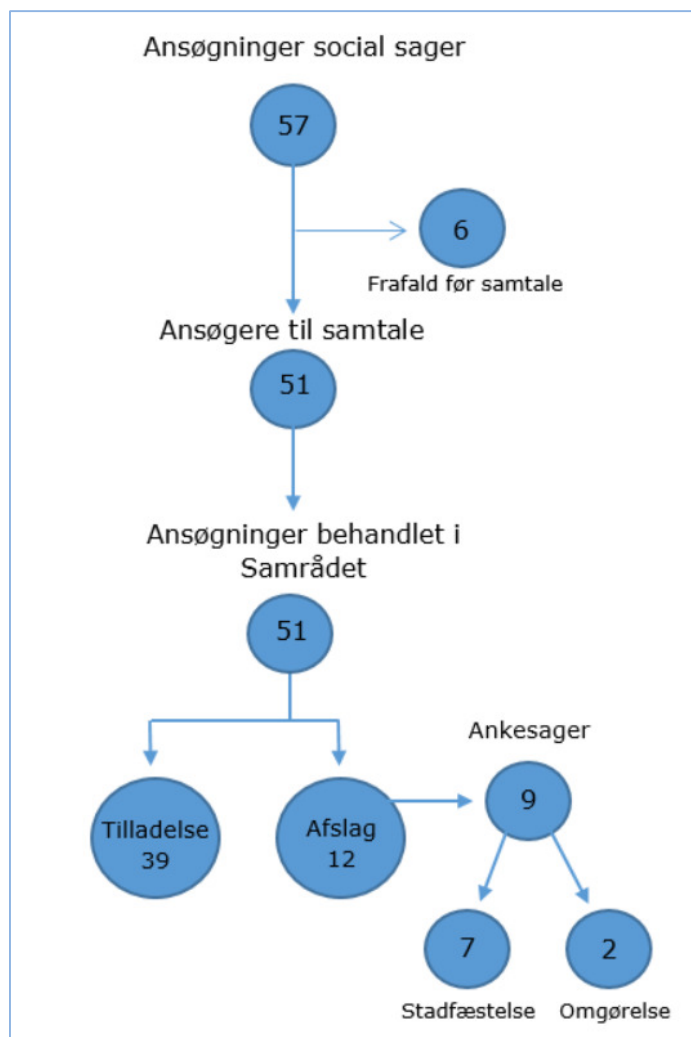 Ansøgninger social sager
57
6
Frafald før samtale
Ansøgere til samtale
51
Ansøgninger behandlet i
Samrådet
51
Ankesager
Tilladelse
39
Afslag
12
9
7
2
Stadfæstelse
Omgørelse